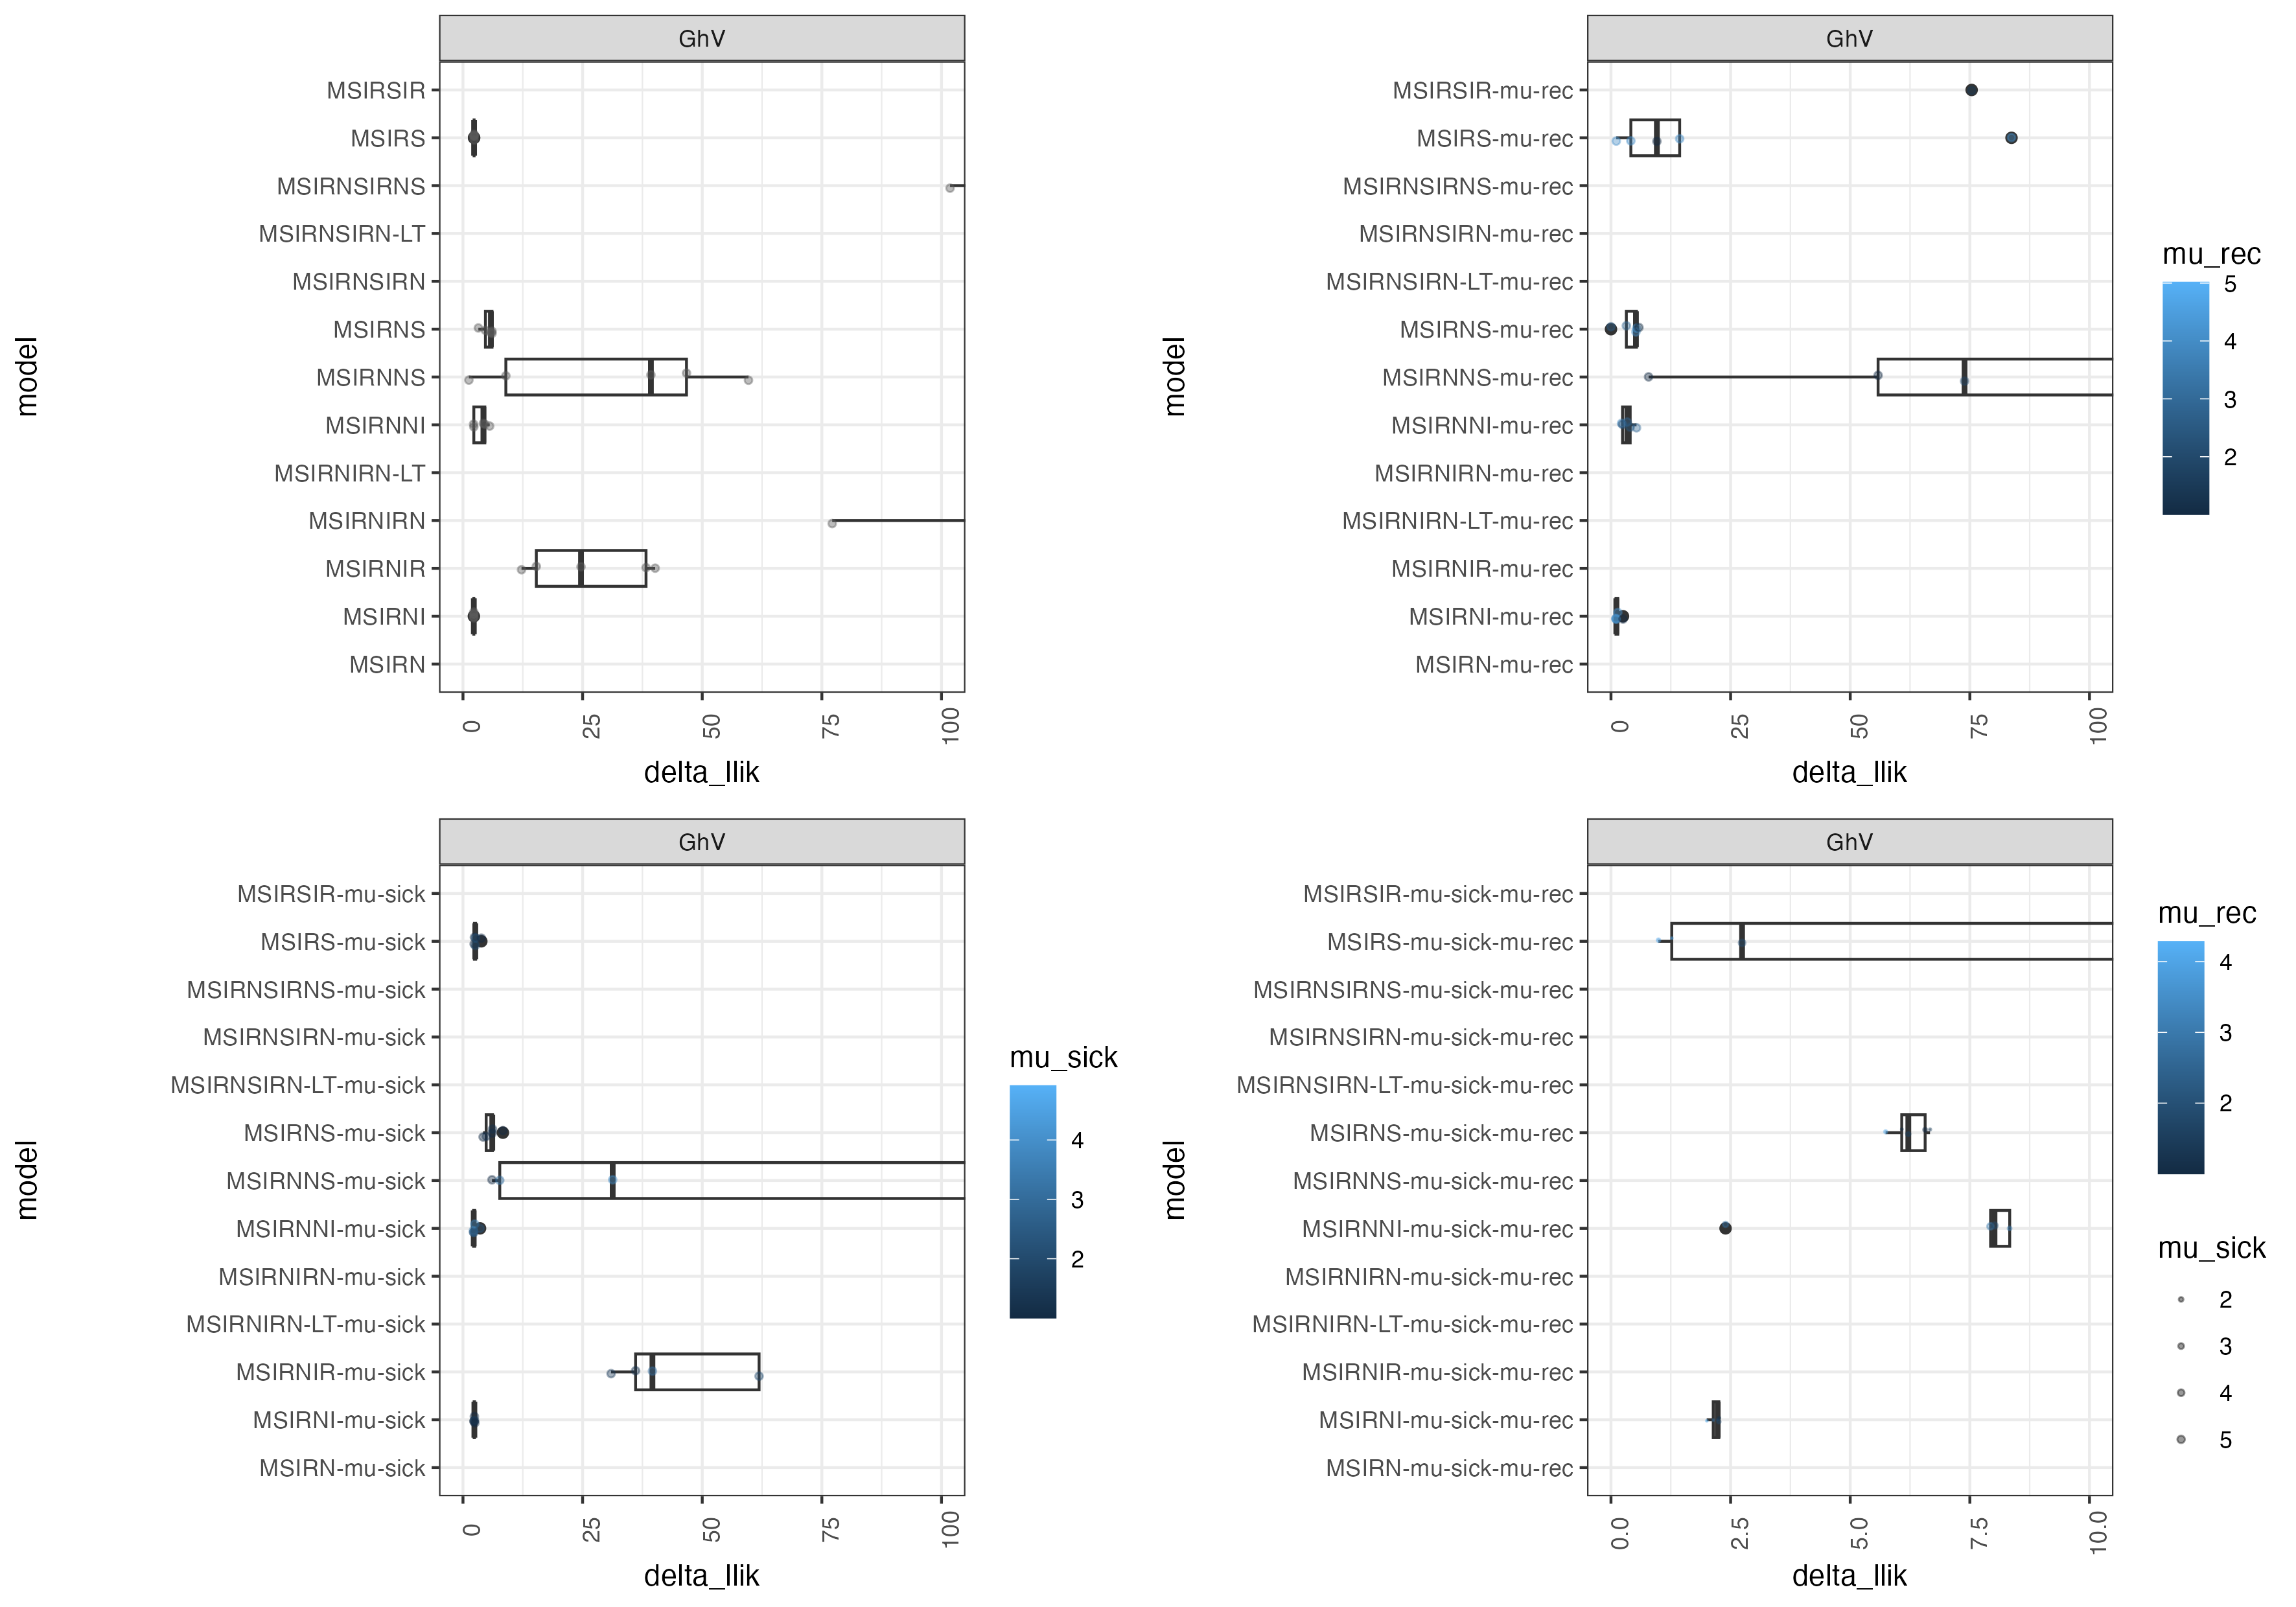 GhV
MSIRSIR
MSIRS
MSIRNSIRNS
MSIRNSIRN-LT
MSIRNSIRN
MSIRNS
MSIRNNS
MSIRNNI
MSIRNIRN-LT
MSIRNIRN
MSIRNIR
MSIRNI
MSIRN
model
0
25
50
75
100
delta_llik
GhV
MSIRSIR-mu-rec
MSIRS-mu-rec
MSIRNSIRNS-mu-rec
MSIRNSIRN-mu-rec
MSIRNSIRN-LT-mu-rec
MSIRNS-mu-rec
MSIRNNS-mu-rec
MSIRNNI-mu-rec
MSIRNIRN-mu-rec
MSIRNIRN-LT-mu-rec
MSIRNIR-mu-rec
MSIRNI-mu-rec
MSIRN-mu-rec
model
0
25
50
75
100
delta_llik
mu_rec
5
4
3
2
GhV
MSIRSIR-mu-sick
MSIRS-mu-sick
MSIRNSIRNS-mu-sick
MSIRNSIRN-mu-sick
MSIRNSIRN-LT-mu-sick
MSIRNS-mu-sick
MSIRNNS-mu-sick
MSIRNNI-mu-sick
MSIRNIRN-mu-sick
MSIRNIRN-LT-mu-sick
MSIRNIR-mu-sick
MSIRNI-mu-sick
MSIRN-mu-sick
model
0
25
50
75
100
delta_llik
mu_sick
4
3
2
GhV
MSIRSIR-mu-sick-mu-rec
MSIRS-mu-sick-mu-rec
MSIRNSIRNS-mu-sick-mu-rec
MSIRNSIRN-mu-sick-mu-rec
MSIRNSIRN-LT-mu-sick-mu-rec
MSIRNS-mu-sick-mu-rec
MSIRNNS-mu-sick-mu-rec
MSIRNNI-mu-sick-mu-rec
MSIRNIRN-mu-sick-mu-rec
MSIRNIRN-LT-mu-sick-mu-rec
MSIRNIR-mu-sick-mu-rec
MSIRNI-mu-sick-mu-rec
MSIRN-mu-sick-mu-rec
model
0.0
2.5
5.0
7.5
10.0
delta_llik
mu_rec
4
3
2
mu_sick
2
3
4
5